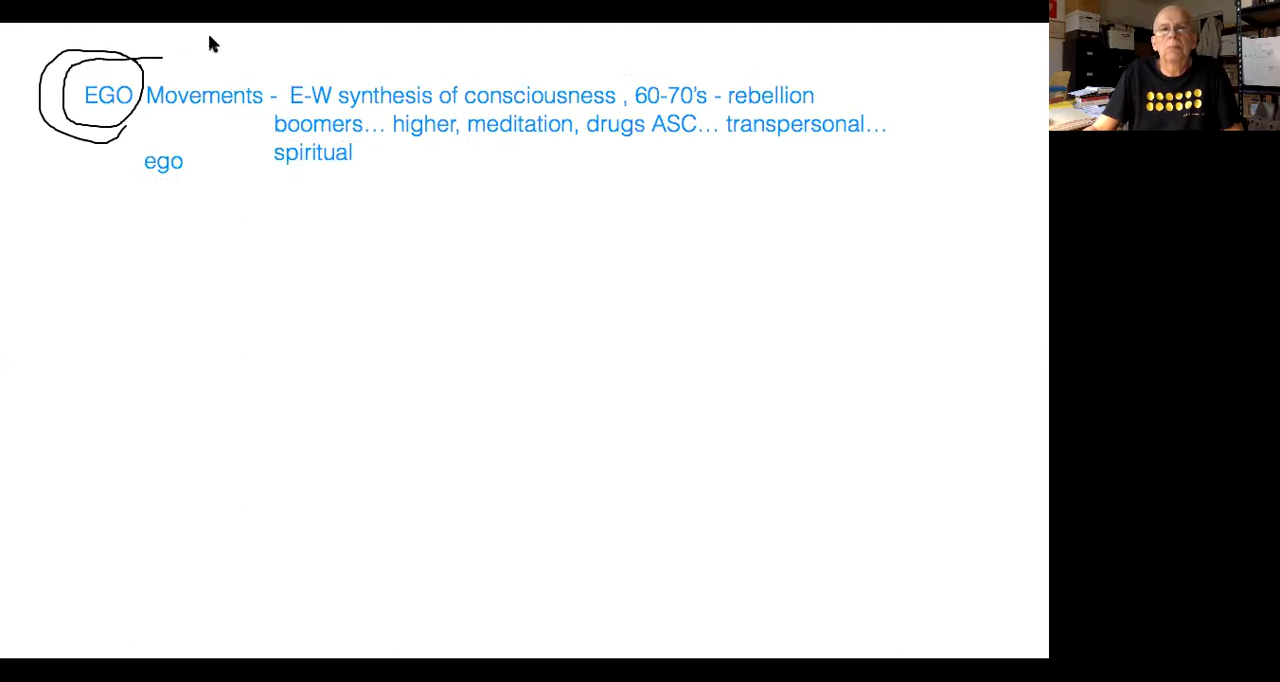 EGO Movements - E-W synthesis of consciousness , 60-70's - rebellion
boomers… higher, meditation, drugs ASC… transpersonal…
ego spiritual